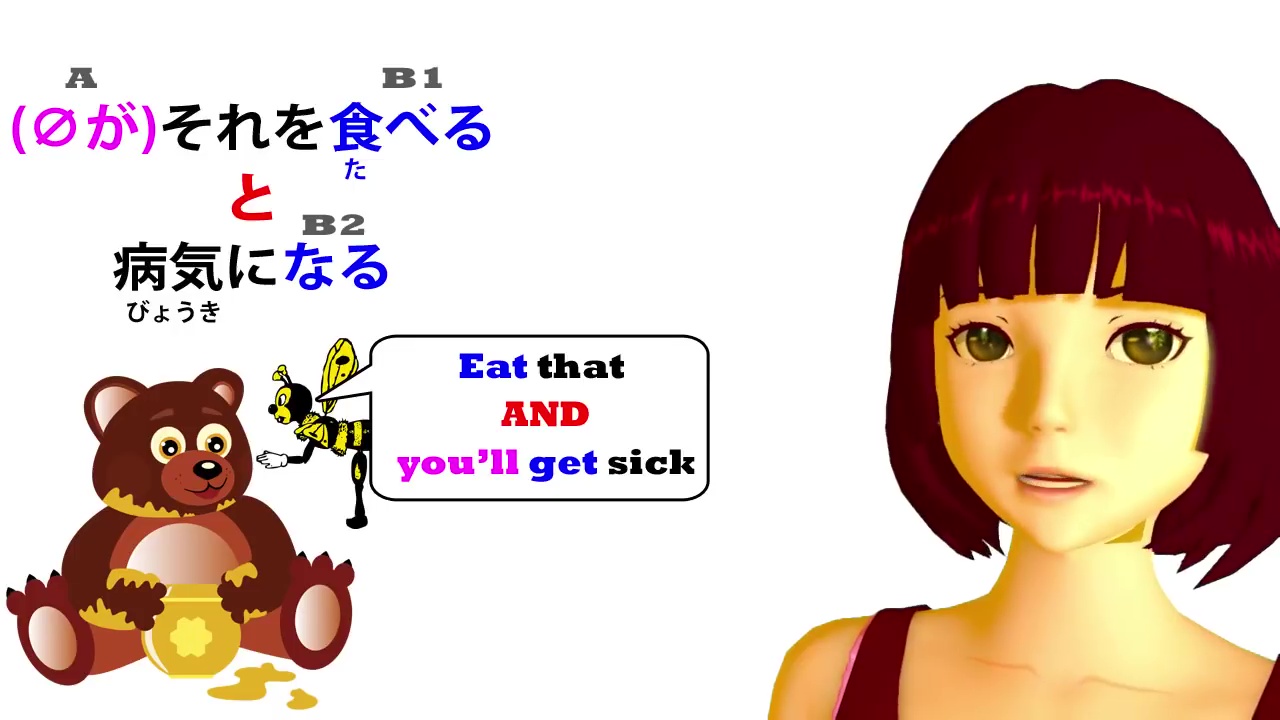 A B1
(∅が)それを食べる
た
と
B2
病気になる
びょうき
Eat that
AND
you'll get sick